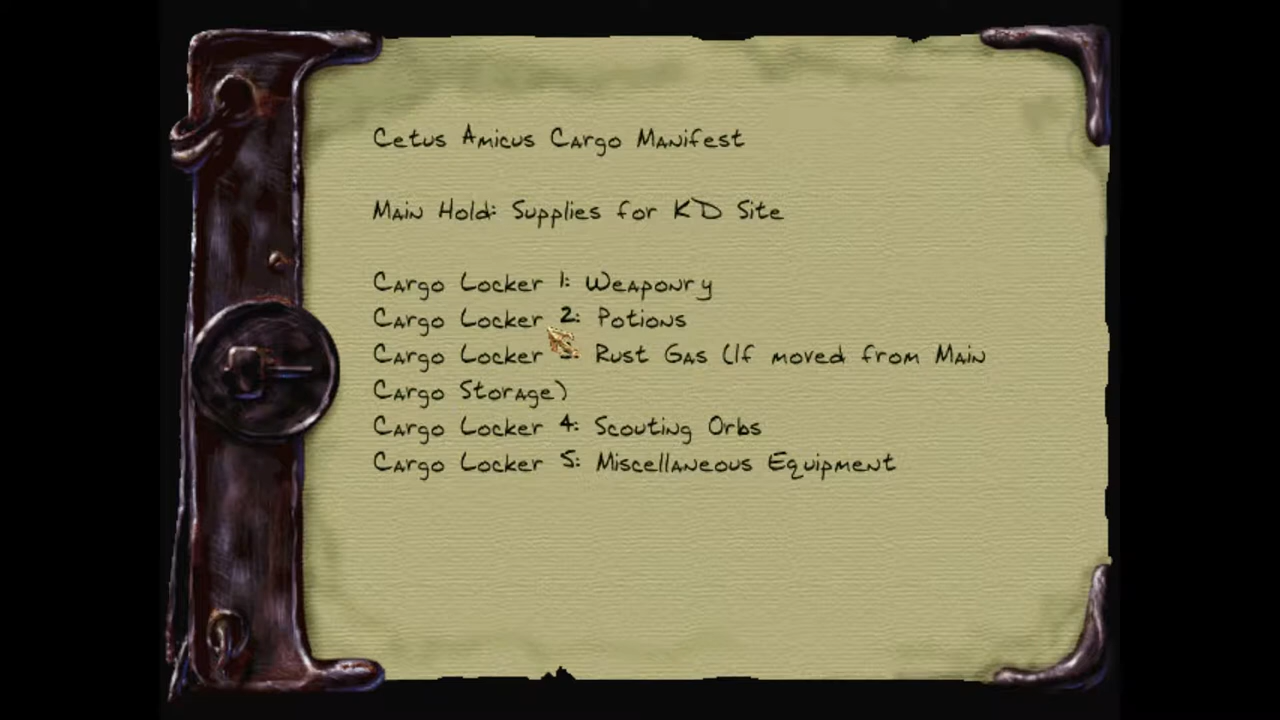 Cetus Amicus Cargo Manifest
Main Hold: Supplies for KD Site
Cargo Locker 1: Weaponry
Cargo Locker 2: Potions
Cargo Locker Rust Gas (If moved from Main
Cargo Storage)
Cargo Locker 4: Scouting Orbs
Cargo Locker 5: Miscellaneous Equipment